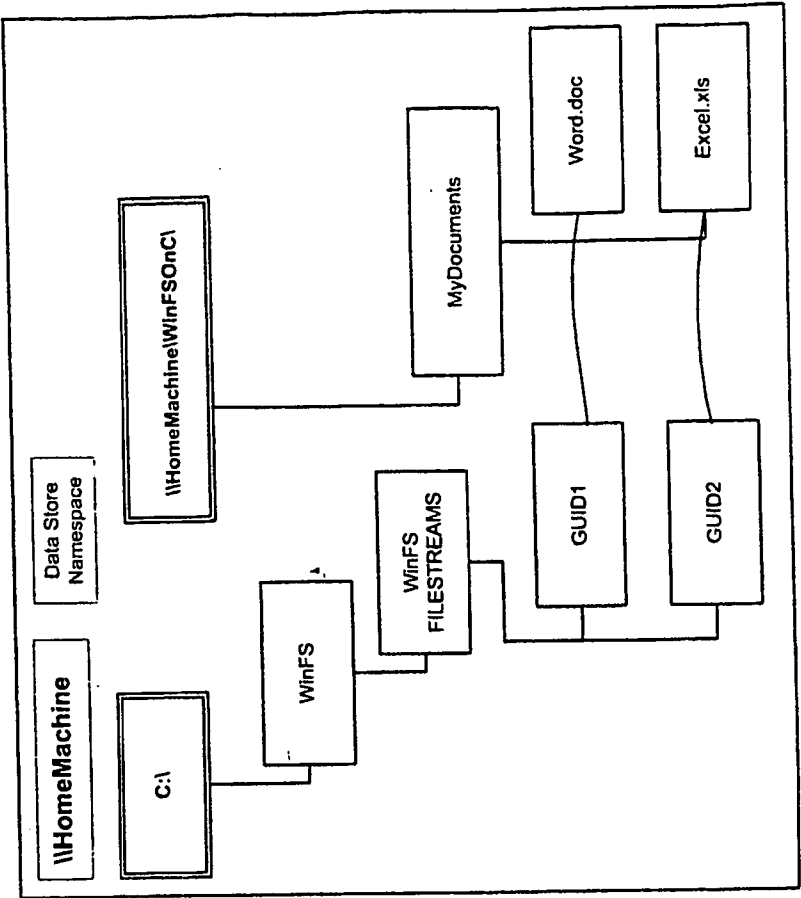 \\HomeMachine
Data Store
Namespace
C:\
\\HomeMachine\WinFSOnC\
WinFS
WinFS
FILESTREAMS
MyDocuments
GUID1
Word.doc
GUID2
Excel.xls